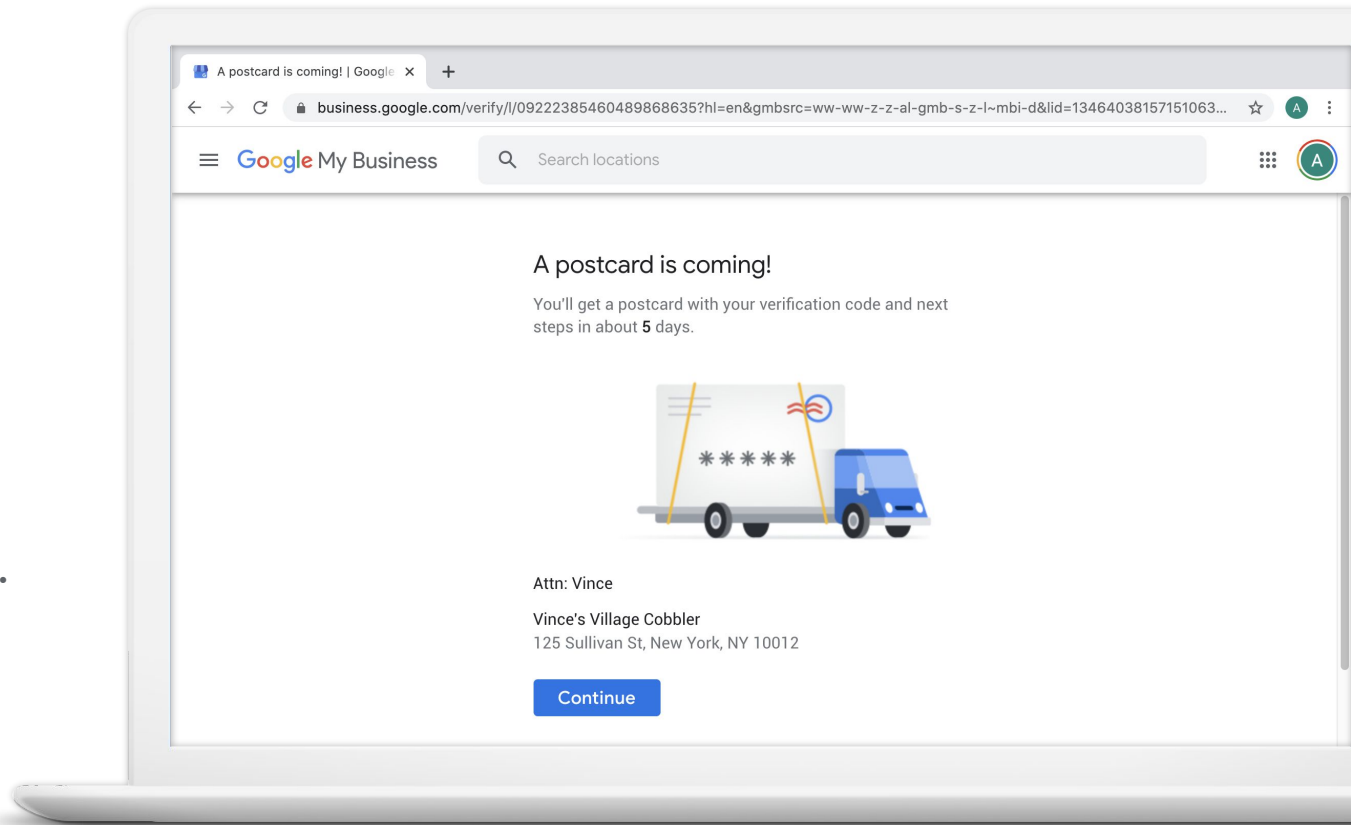 A postcard is coming! | Google
business.google.com/verify/l/09222385460489868635?hl=en&gmbsrc=ww-ww-z-z-al-gmb-s-z-l~mbi-d&lid=13464038157151063...
A
Google My Business
Search locations
A
A postcard is coming!
You'll get a postcard with your verification code and next
steps in about 5 days.
*****
Attn: Vince
Vince's Village Cobbler
125 Sullivan St, New York, NY 10012
Continue